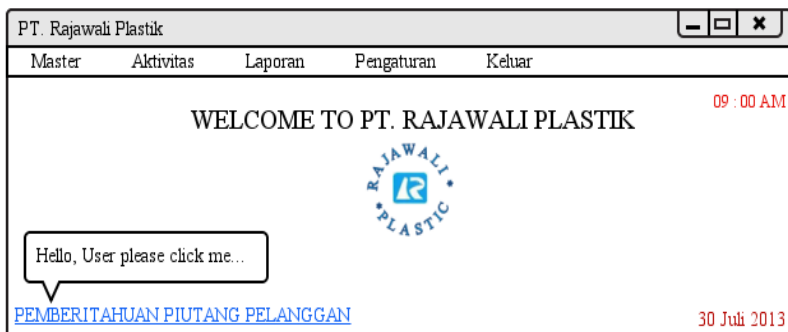 PT. Rajawali Plastik
Master Aktivitas Laporan Pengaturan Keluar
09 : 00 AM
WELCOME TO PT. RAJAWALI PLASTIK
RAJAWALI
PLASTIC
Hello, User please click me...
PEMBERITAHUAN PIUTANG PELANGGAN
30 Juli 2013